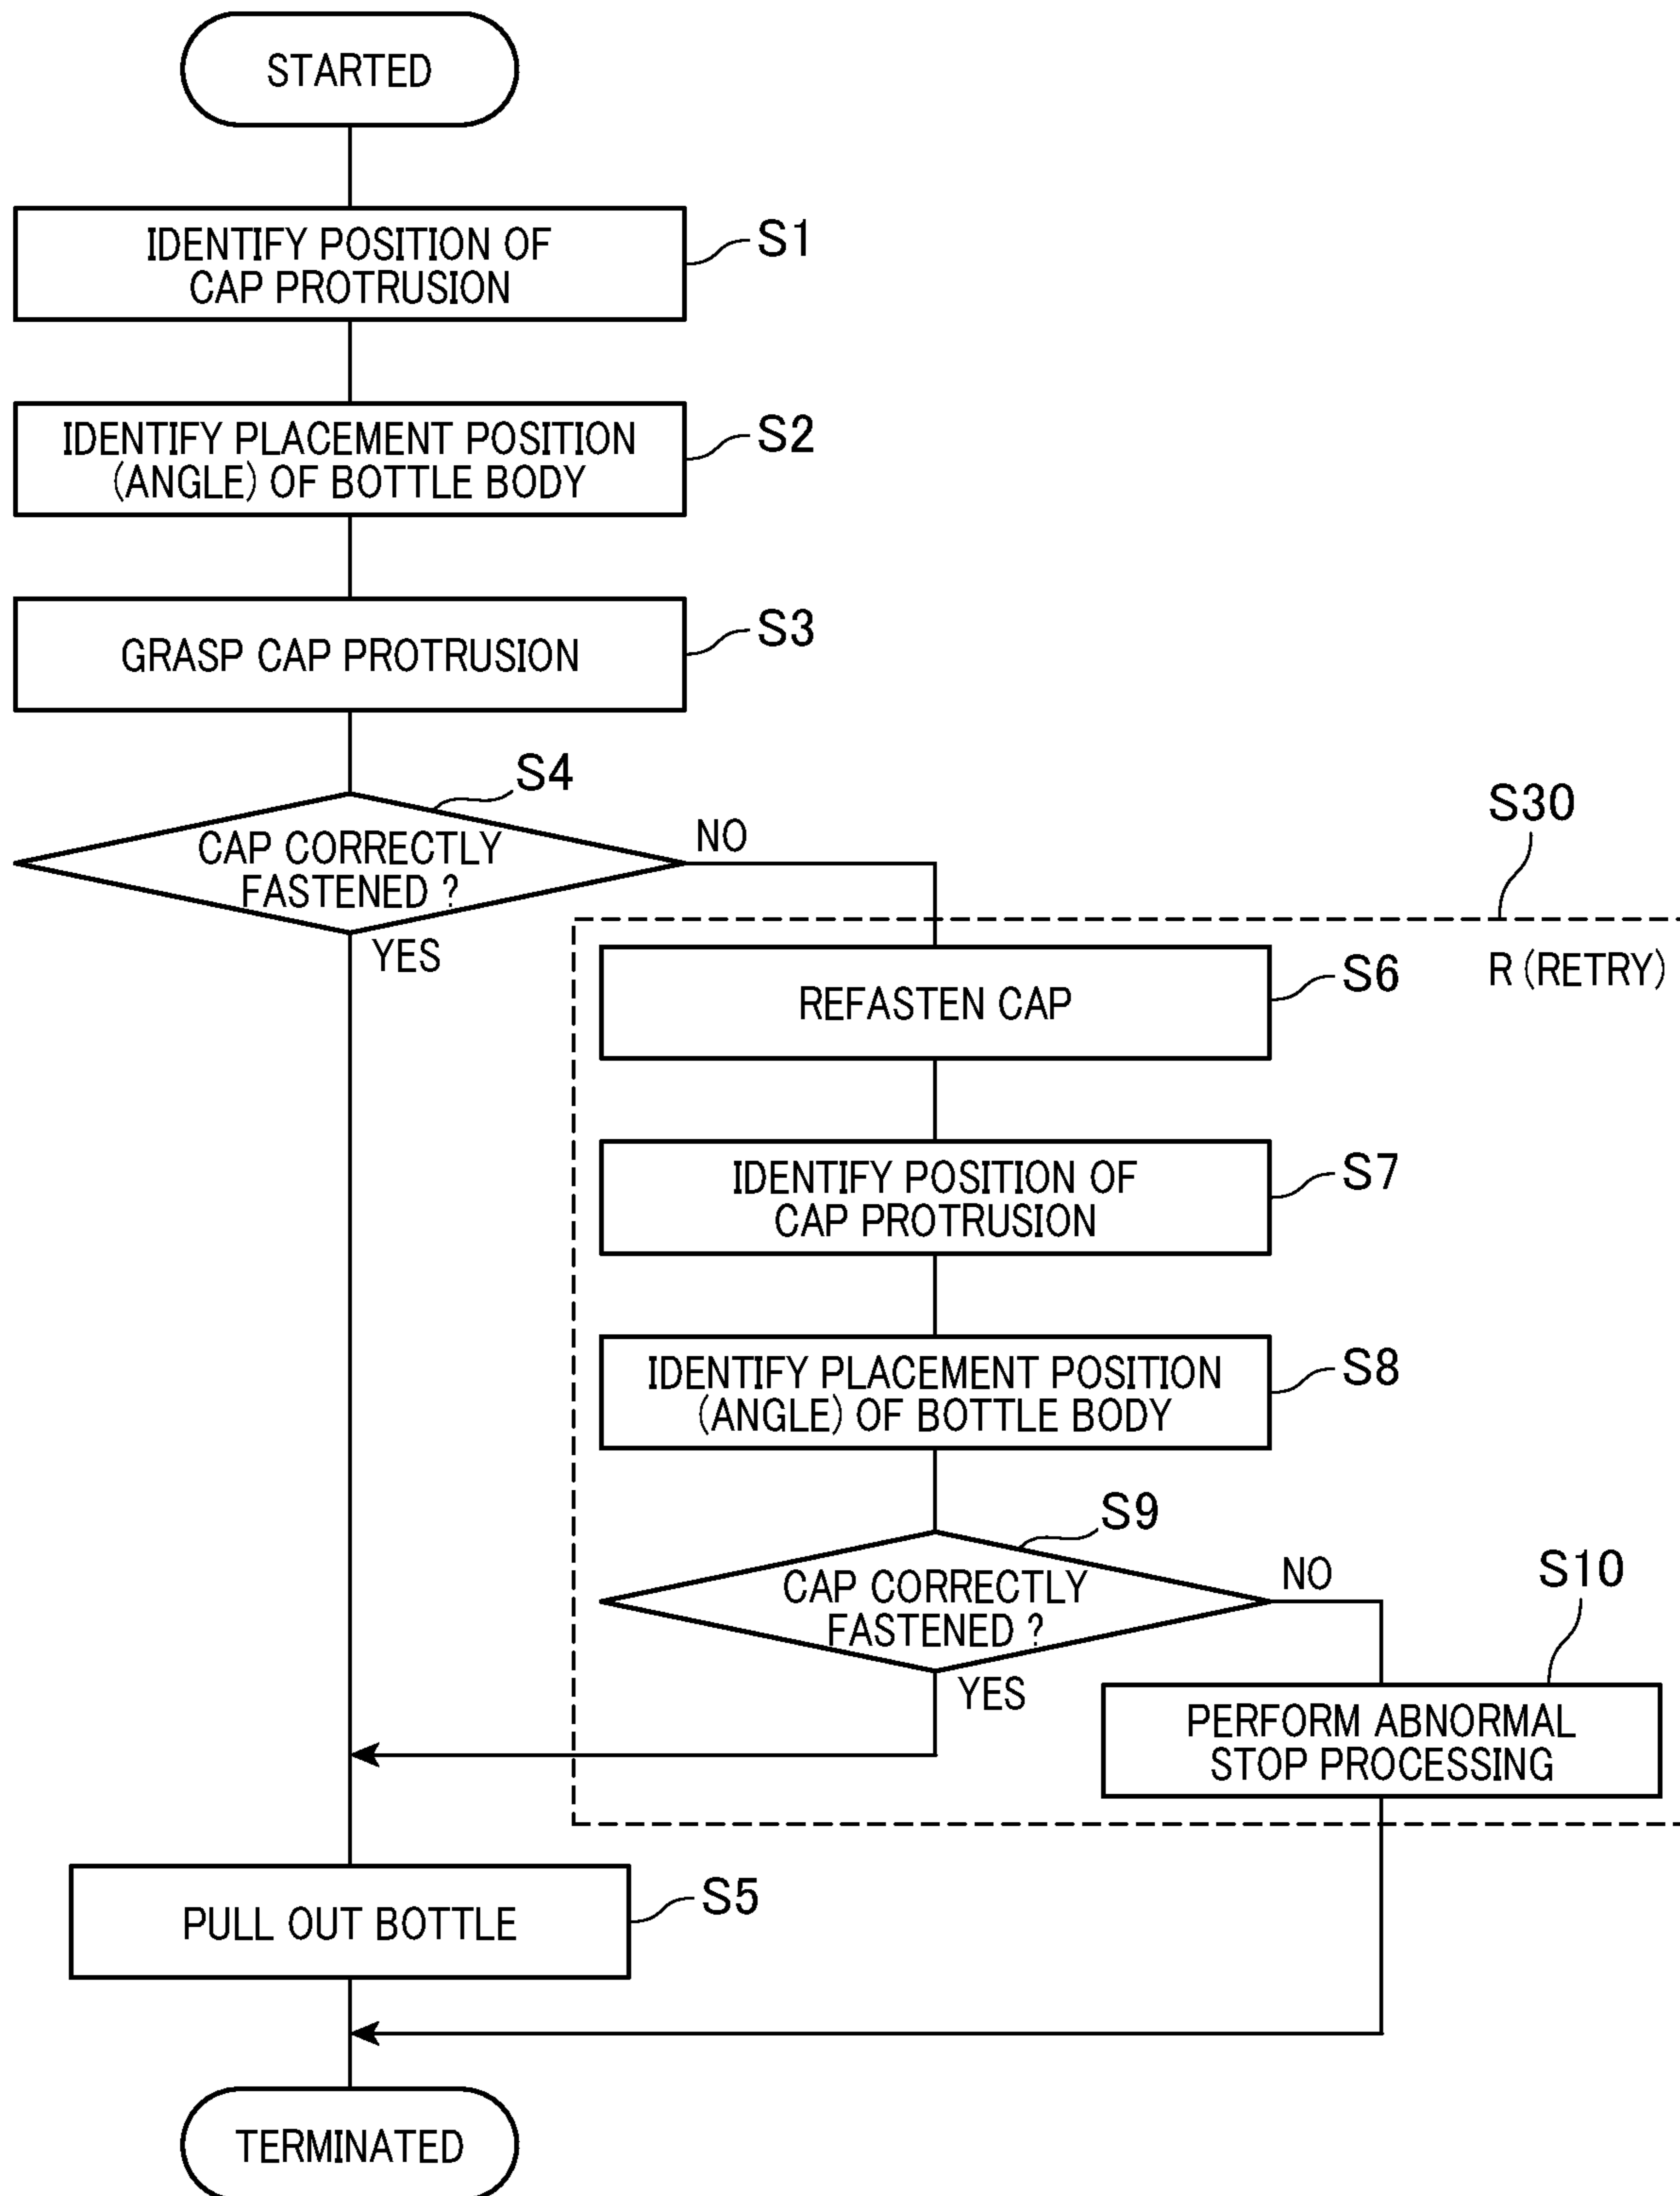 STARTED
IDENTIFY POSITION OF
CAP PROTRUSION
S1
IDENTIFY PLACEMENT POSITION
(ANGLE) OF BOTTLE BODY
S2
GRASP CAP PROTRUSION
S3
S4
CAP CORRECTLY
FASTENED ?
NO
YES
S30
R (RETRY)
REFASTEN CAP
S6
IDENTIFY POSITION OF
CAP PROTRUSION
S7
IDENTIFY PLACEMENT POSITION
(ANGLE) OF BOTTLE BODY
S8
S9
CAP CORRECTLY
FASTENED ?
NO
YES
S10
PERFORM ABNORMAL
STOP PROCESSING
PULL OUT BOTTLE
S5
TERMINATED